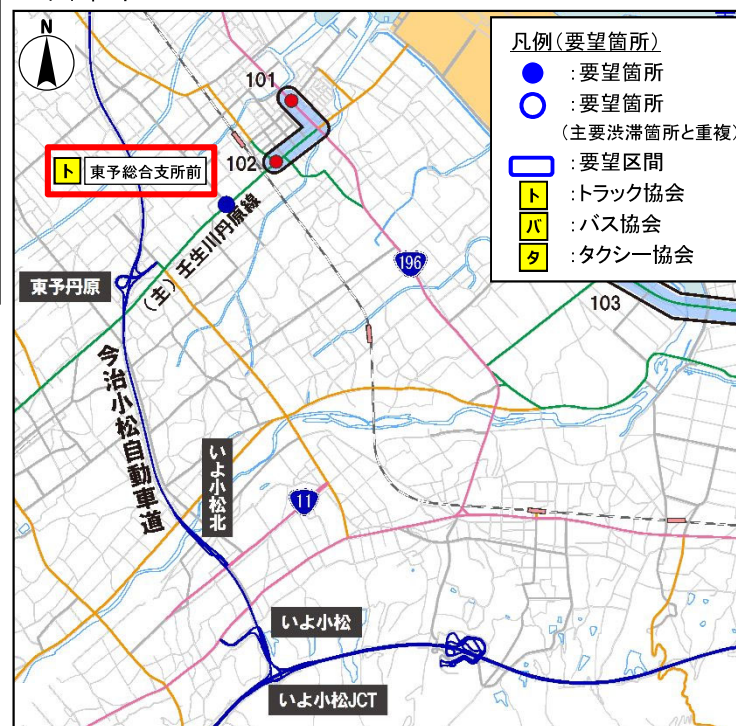 N
凡例(要望箇所)
:要望箇所
:要望箇所
(主要渋滞箇所と重複)
:要望区間
ト :トラック協会
バ :バス協会
タ :タクシー協会
101
102
ト 東予総合支所前
(主)壬生川丹原線
196
103
東予丹原
今治小松自動車道
いよ小松北
11
いよ小松
いよ小松JCT